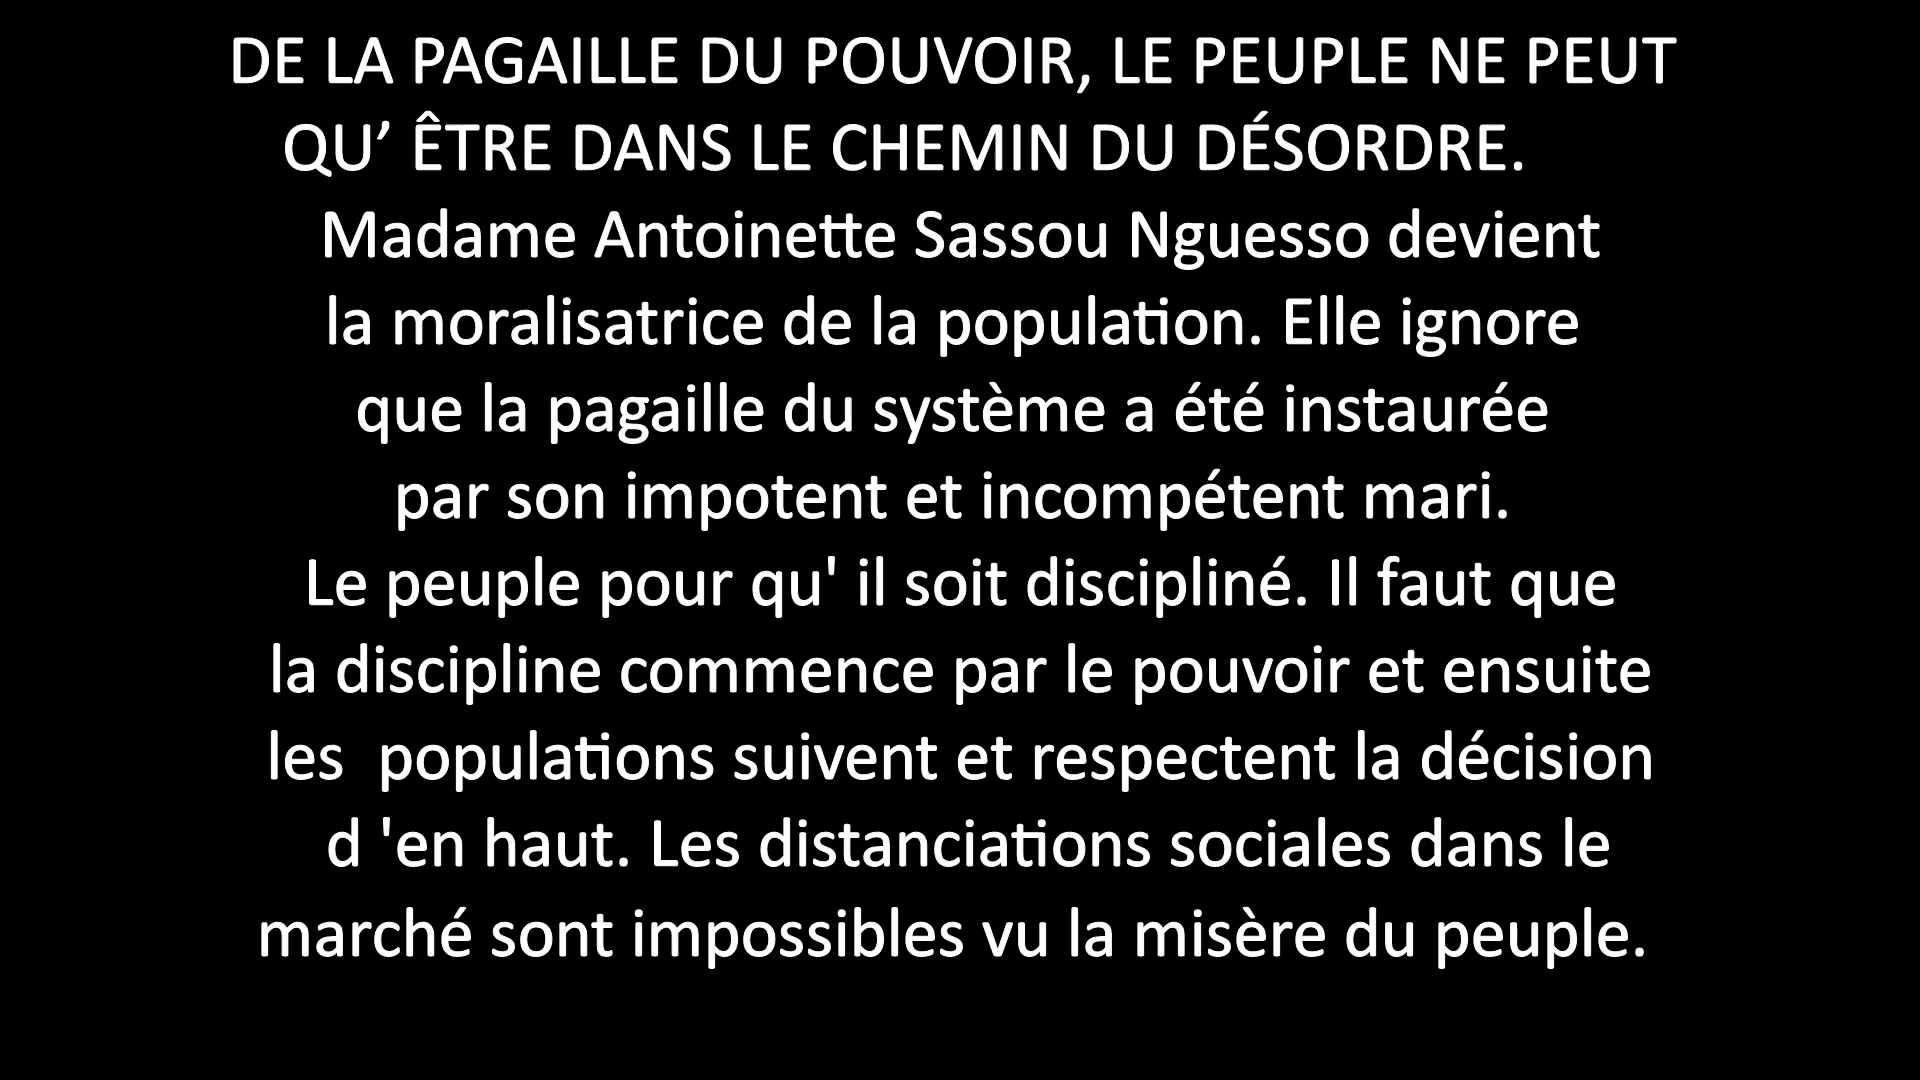 DE LA PAGAILLE DU POUVOIR, LE PEUPLE NE PEUT
QU’ ÊTRE DANS LE CHEMIN DU DÉSORDRE.
Madame Antoinette Sassou Nguesso devient
la moralisatrice de la population. Elle ignore
que la pagaille du système a été instaurée
par son impotent et incompétent mari.
Le peuple pour qu' il soit discipliné. Il faut que
la discipline commence par le pouvoir et ensuite
les  populations suivent et respectent la décision
d 'en haut. Les distanciations sociales dans le
marché sont impossibles vu la misère du peuple.